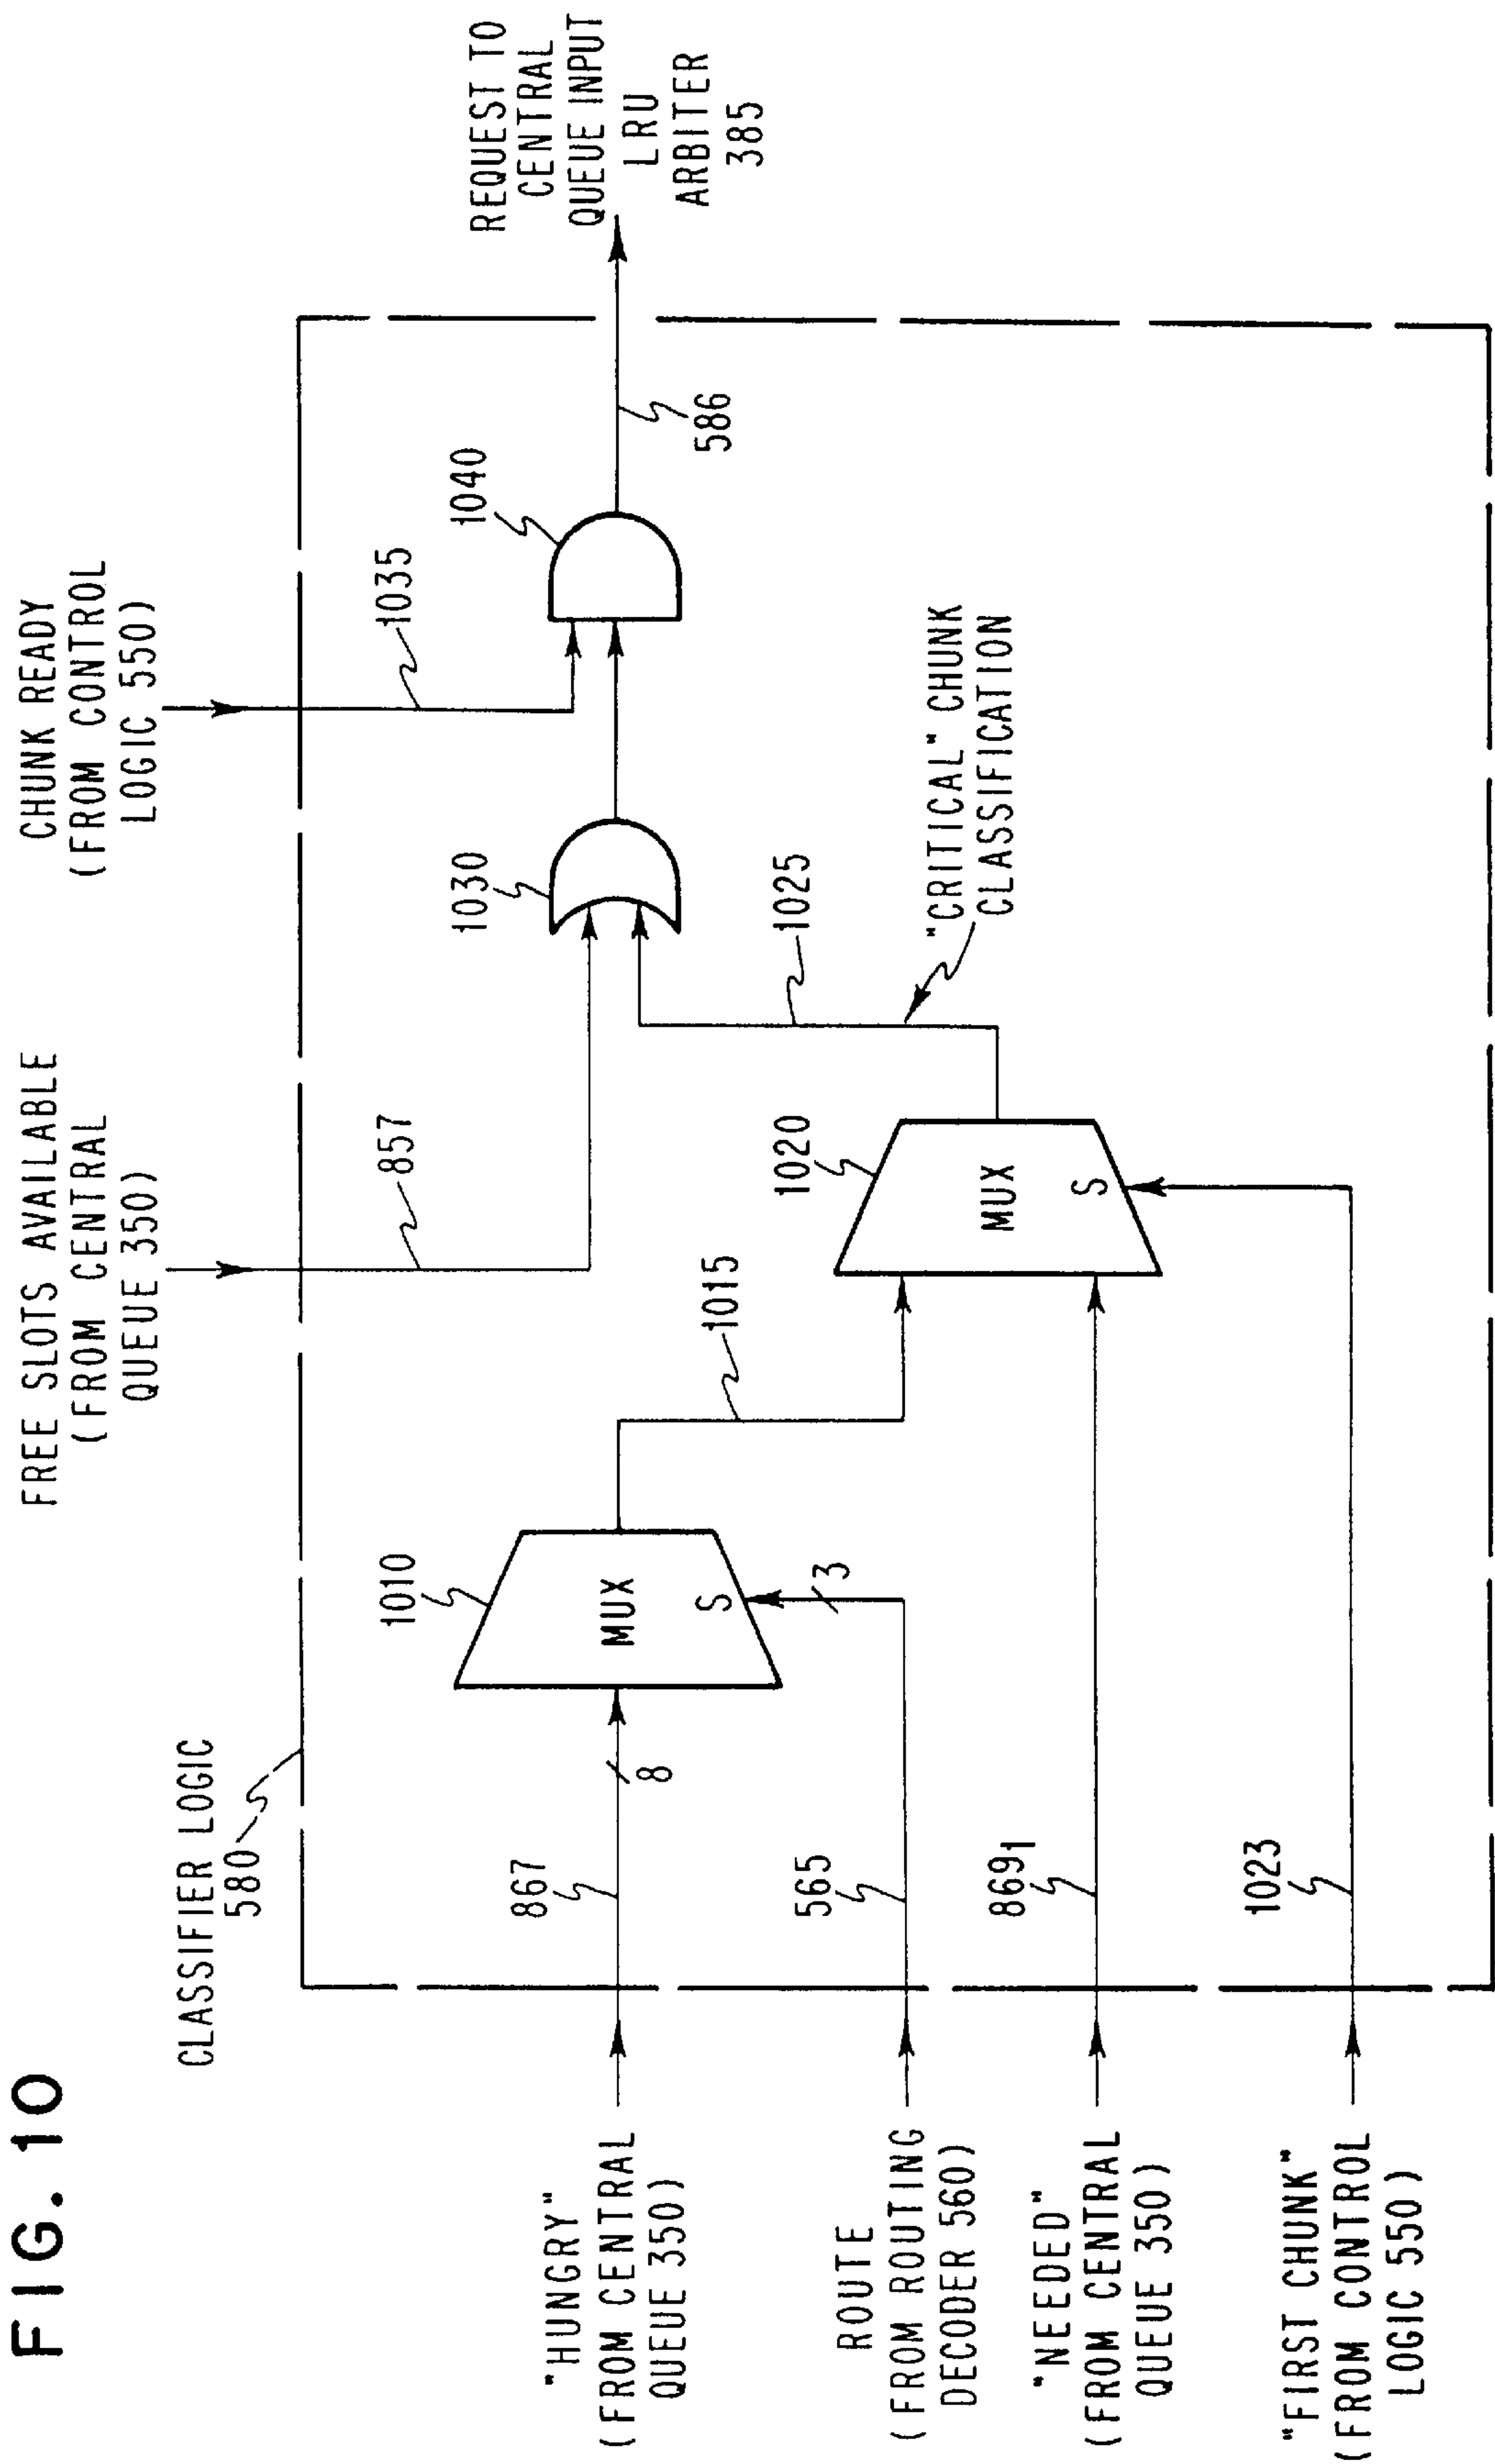 FIG. 10
CLASSIFIER LOGIC
580
FREE SLOTS AVAILABLE
(FROM CENTRAL
QUEUE 350)
CHUNK READY
(FROM CONTROL
LOGIC 550)
"HUNGRY"
(FROM CENTRAL
QUEUE 350)
867
8
MUX
S
1010
3
1015
857
1030
1035
1040
586
REQUEST TO
CENTRAL
QUEUE INPUT
LRU
ARBITER
385
ROUTE
(FROM ROUTING
DECODER 560)
565
"NEEDED"
(FROM CENTRAL
QUEUE 350)
869₁
MUX
S
1020
1025
"CRITICAL" CHUNK
CLASSIFICATION
"FIRST CHUNK"
(FROM CONTROL
LOGIC 550)
1023